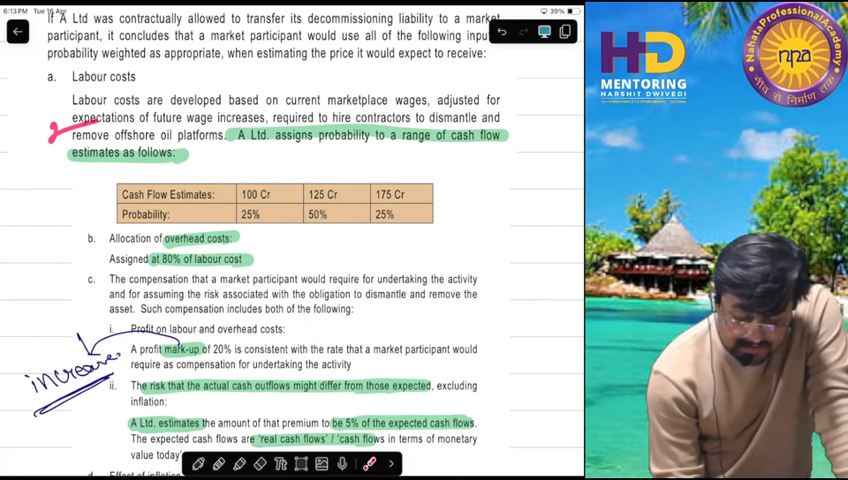 6:13 PM Tue 16 Apr
39%
If A Ltd was contractually allowed to transfer its decommissioning liability to a market
participant, it concludes that a market participant would use all of the following input
probability weighted as appropriate, when estimating the price it would expect to receive:
a. Labour costs
Labour costs are developed based on current marketplace wages, adjusted for
expectations of future wage increases, required to hire contractors to dismantle and
remove offshore oil platforms. A Ltd. assigns probability to a range of cash flow
estimates as follows:
Cash Flow Estimates: 100 Cr 125 Cr 175 Cr
Probability: 25% 50% 25%
b. Allocation of overhead costs:
Assigned at 80% of labour cost
c. The compensation that a market participant would require for undertaking the activity
and for assuming the risk associated with the obligation to dismantle and remove the
asset. Such compensation includes both of the following:
i. Profit on labour and overhead costs:
A profit mark-up of 20% is consistent with the rate that a market participant would
require as compensation for undertaking the activity
increase.
ii. The risk that the actual cash outflows might differ from those expected, excluding
inflation:
A Ltd. estimates the amount of that premium to be 5% of the expected cash flows.
The expected cash flows are 'real cash flows' / 'cash flows in terms of monetary
value today'
d. Effect of inflation
HD
MENTORING
HARSHIT DWIVEDI
NahataProfessionalAcademy
npa
नींव से निर्माण तक